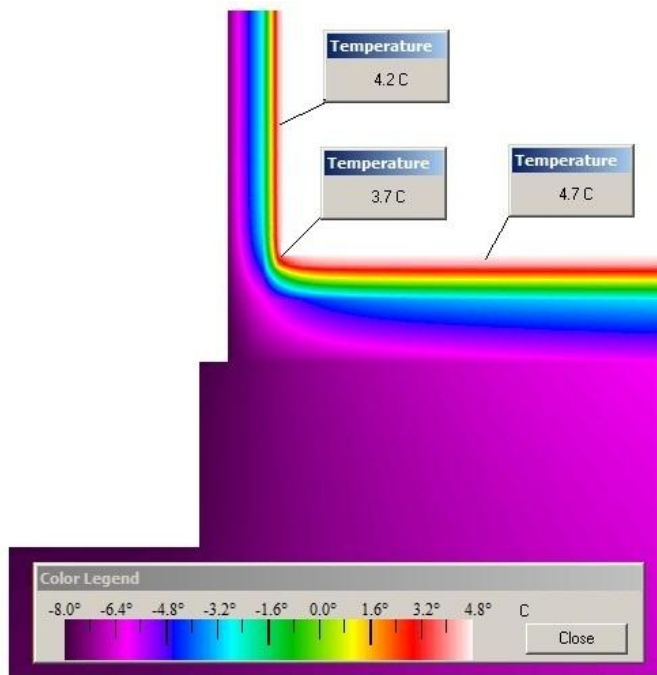 Temperature
4.2 C
Temperature
3.7 C
Temperature
4.7 C
Color Legend
-8.0° -6.4° -4.8° -3.2° -1.6° 0.0° 1.6° 3.2° 4.8° C
Close